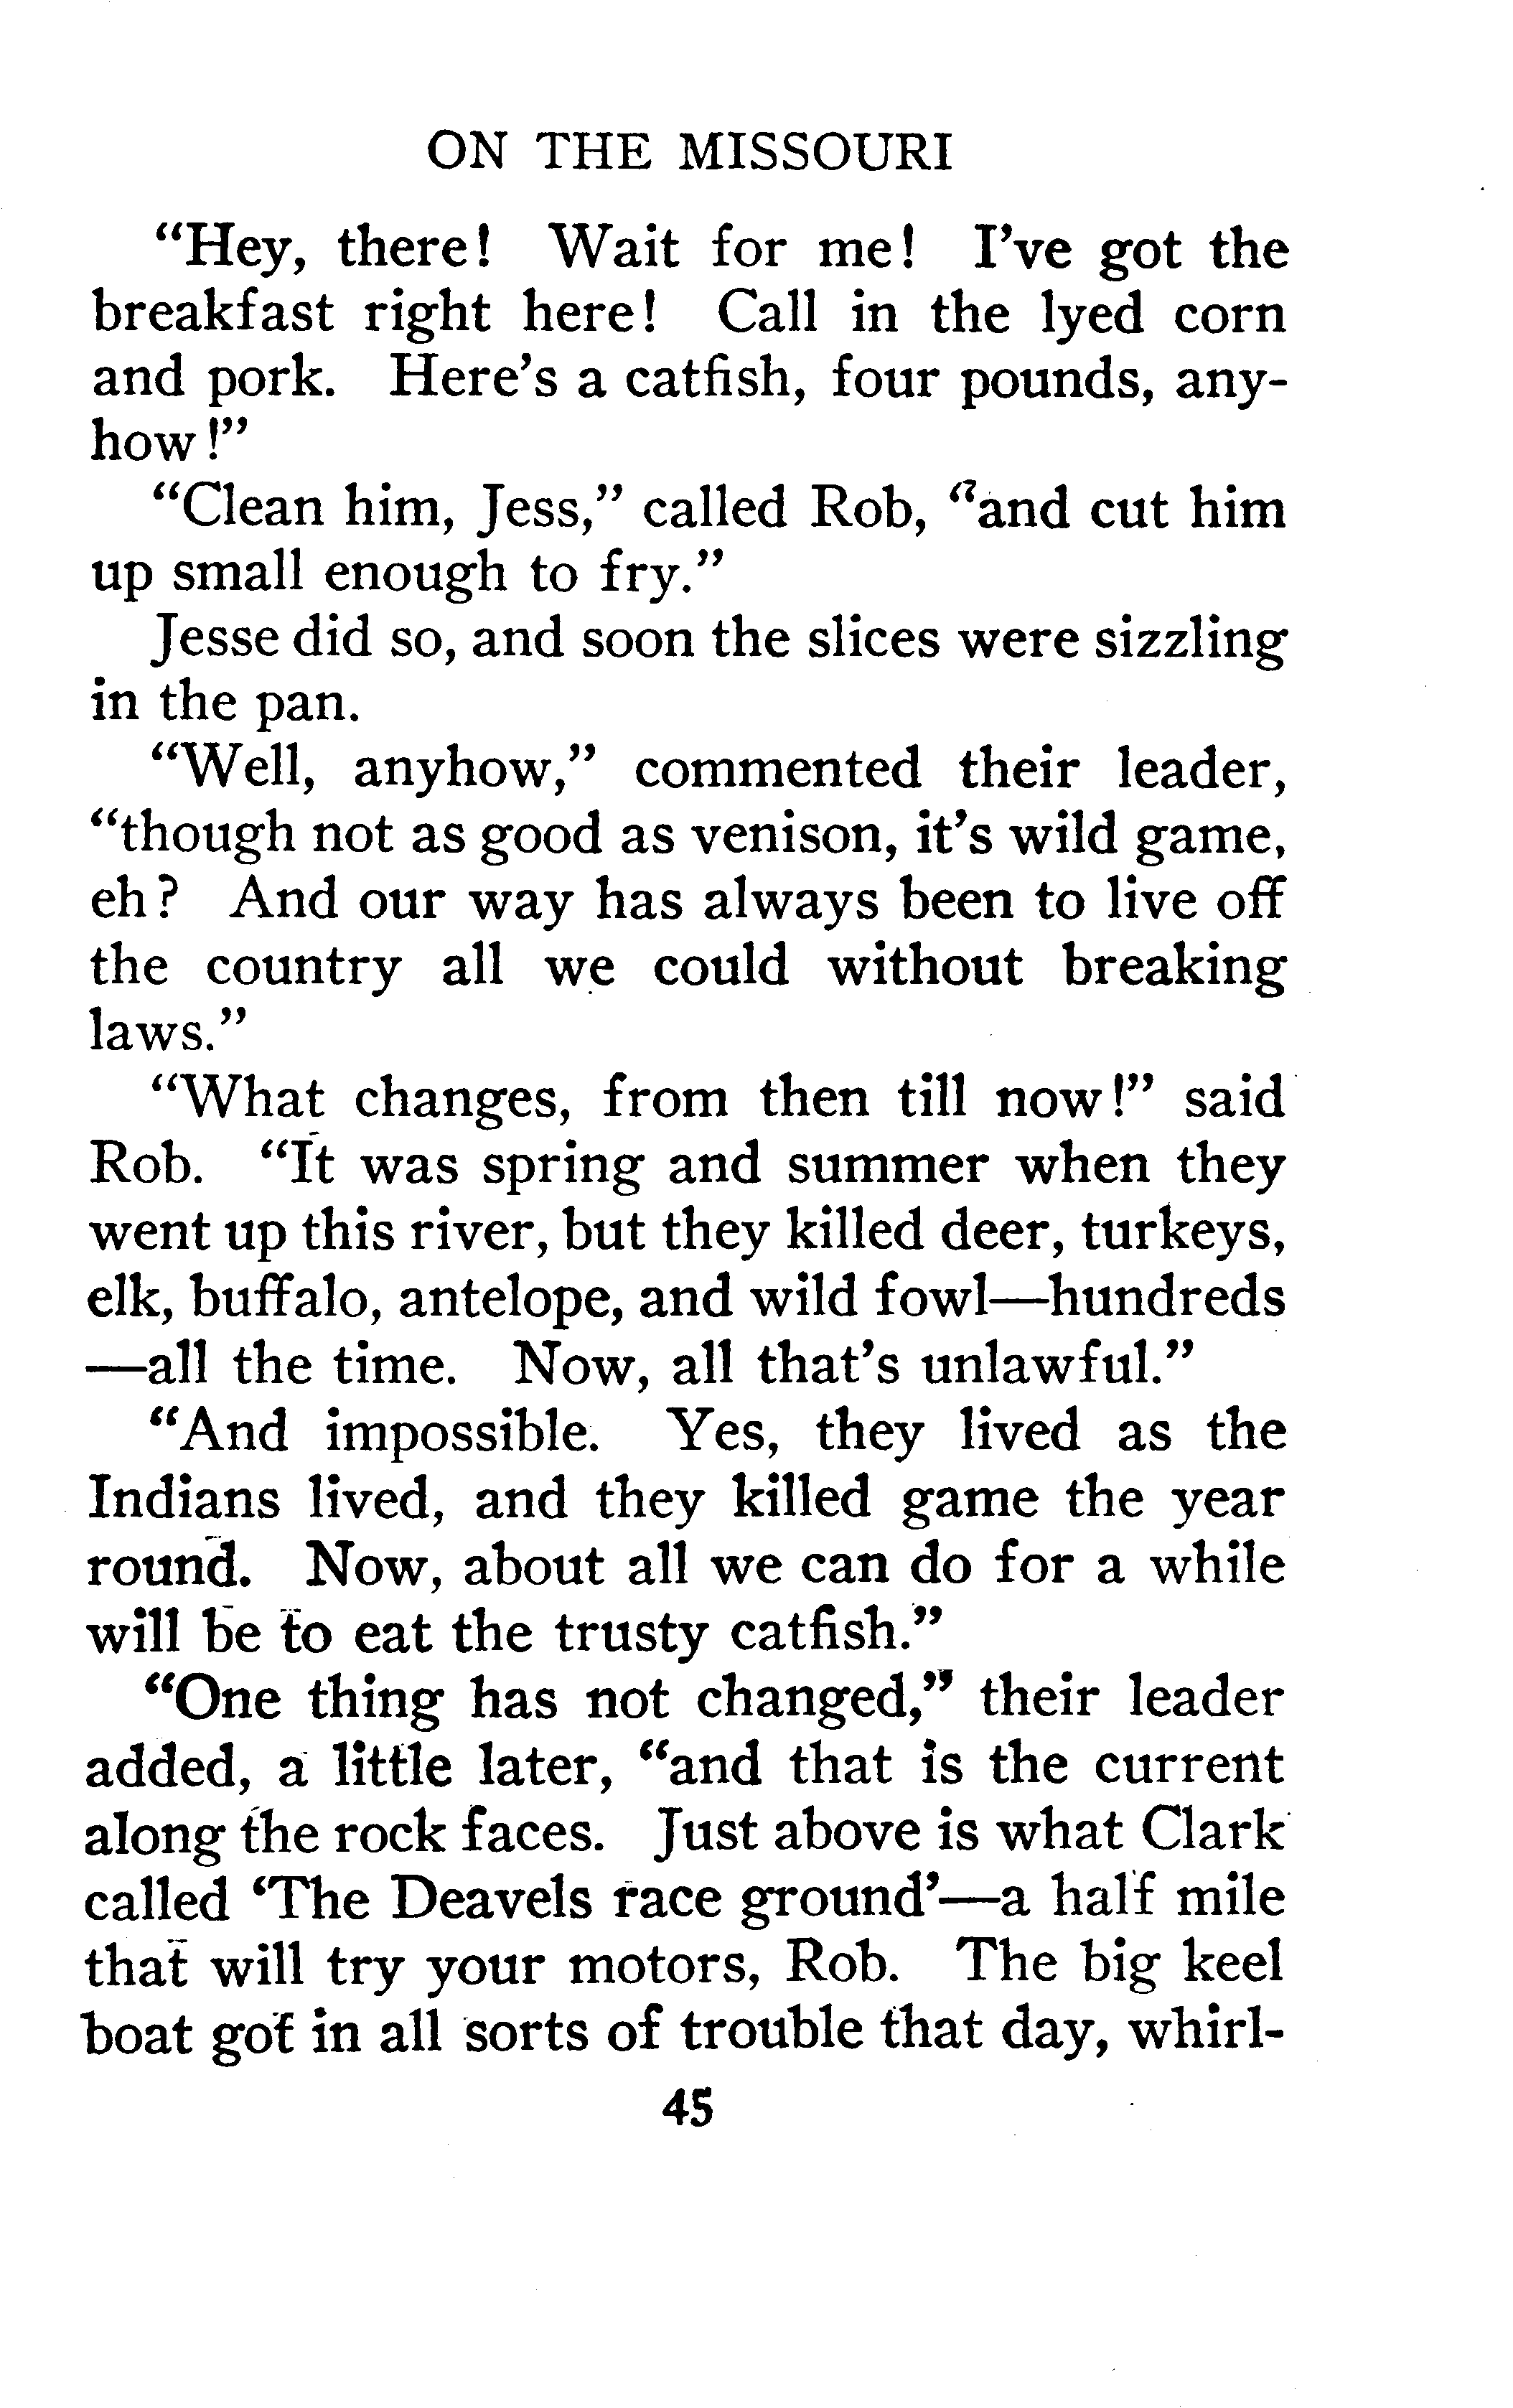 ON THE MISSOURI
“Hey, there! Wait for me! I’ve got the
breakfast right here! Call in the lyed corn
and pork. Here’s a catfish, four pounds, any-
how!”
“Clean him, Jess,” called Rob, “and cut him
up small enough to fry.”
Jesse did so, and soon the slices were sizzling
in the pan.
“Well, anyhow,” commented their leader,
“though not as good as venison, it’s wild game,
eh? And our way has always been to live off
the country all we could without breaking
laws.”
“What changes, from then till now!” said
Rob. “It was spring and summer when they
went up this river, but they killed deer, turkeys,
elk, buffalo, antelope, and wild fowl—hundreds
—all the time. Now, all that’s unlawful.”
“And impossible. Yes, they lived as the
Indians lived, and they killed game the year
round. Now, about all we can do for a while
will be to eat the trusty catfish.”
“One thing has not changed,” their leader
added, a little later, “and that is the current
along the rock faces. Just above is what Clark
called ‘The Deavels race ground’—a half mile
that will try your motors, Rob. The big keel
boat got in all sorts of trouble that day, whirl-
45